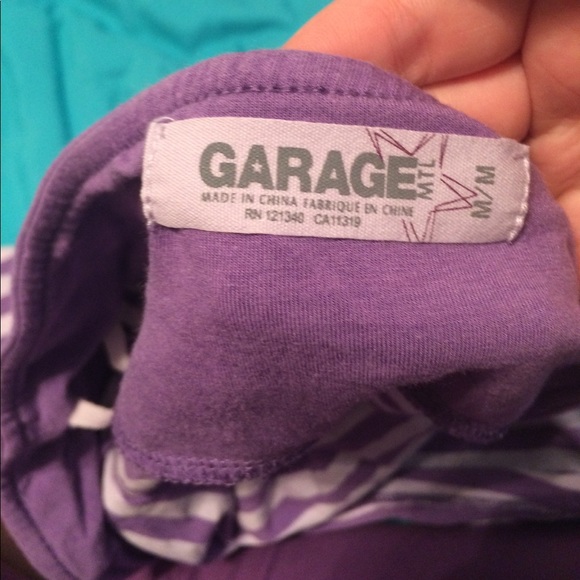 GARAGE
MTL
MADE IN CHINA FABRIQUE EN CHINE
RN 121340 CA11319
M/M